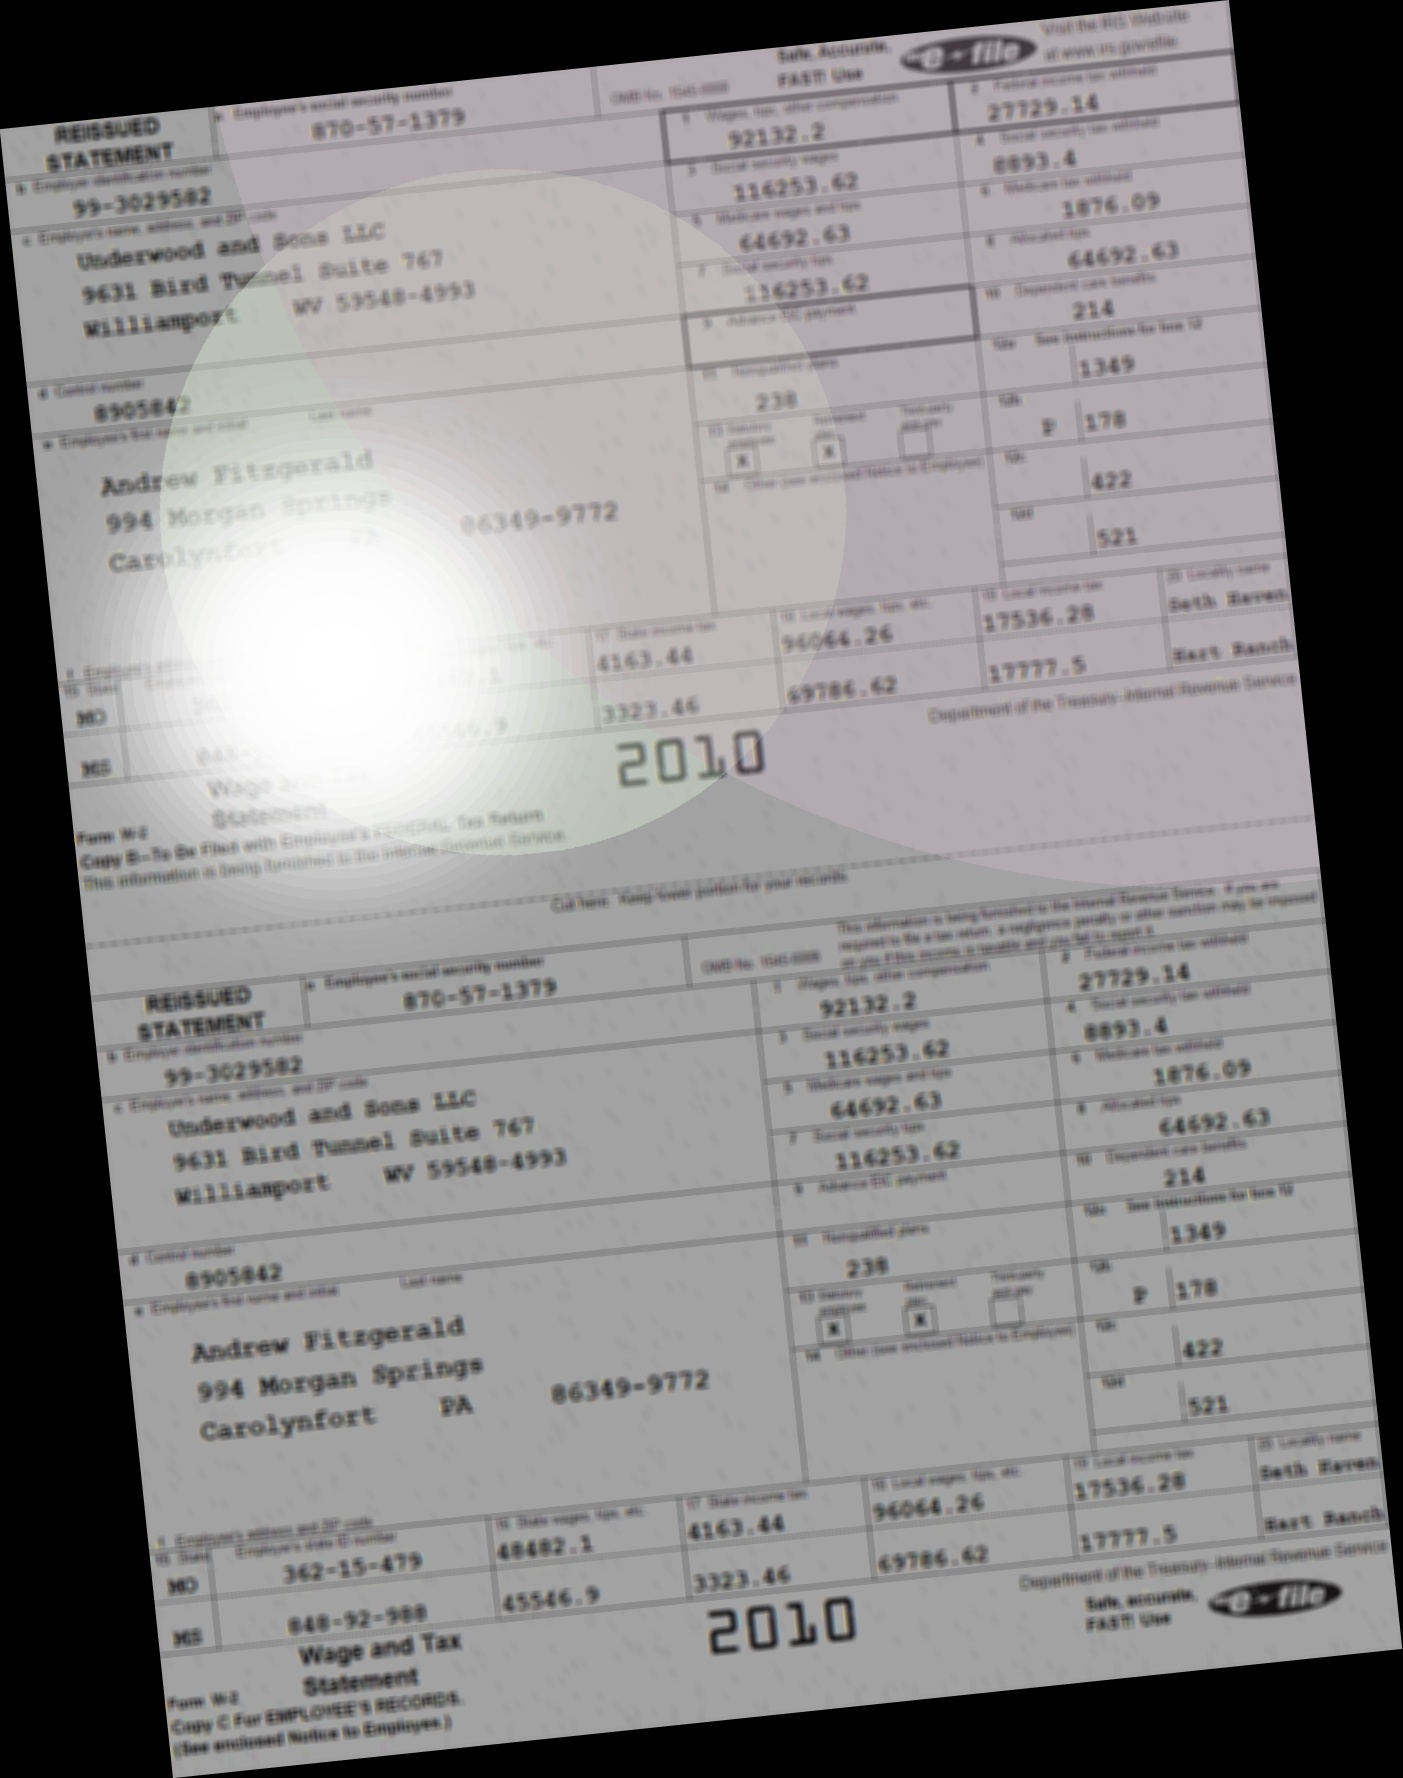 REISSUED
STATEMENT
a Employee's social security number
870-57-1379
OMB No. 1545-0008
Safe, Accurate,
FAST! Use
e-file
Visit the IRS Website
at www.irs.gov/efile.
b Employer identification number
99-3029582
c Employer's name, address, and ZIP code
Underwood and Sons LLC
9631 Bird Tunnel Suite 767
Williamport WV 59548-4993
1 Wages, tips, other compensation
92132.2
2 Federal income tax withheld
27729.14
3 Social security wages
116253.62
4 Social security tax withheld
8893.4
5 Medicare wages and tips
64692.63
6 Medicare tax withheld
1876.09
7 Social security tips
116253.62
8 Allocated tips
64692.63
9 Advance EIC payment
10 Dependent care benefits
214
d Control number
8905842
11 Nonqualified plans
238
12a See instructions for box 12
1349
e Employee's first name and initial Last name
Andrew Fitzgerald
994 Morgan Springs
Carolynfort PA 86349-9772
13 Statutory employee Retirement plan Third-party sick pay
X X
12b
P 178
14 Other (see enclosed Notice to Employee)
12c
422
12d
521
15 State
17 State income tax
18 Local wages, tips, etc.
19 Local income tax
20 Locality name
MO 4163.44 96064.26 17536.28 Seth Haven
MS 3323.46 69786.62 17777.5 Hart Ranch
Wage and
Statement
2010
Department of the Treasury-Internal Revenue Service
Form W-2
Copy B-To Be Filed with Employee's FEDERAL Tax Return
This information is being furnished to the Internal Revenue Service.
Cut here. Keep lower portion for your records.
REISSUED
STATEMENT
a Employee's social security number
870-57-1379
OMB No. 1545-0008
This information is being furnished to the Internal Revenue Service. If you are
required to file a tax return, a negligence penalty or other sanction may be imposed
on you if this income is taxable and you fail to report it.
b Employer identification number
99-3029582
c Employer's name, address, and ZIP code
Underwood and Sons LLC
9631 Bird Tunnel Suite 767
Williamport WV 59548-4993
1 Wages, tips, other compensation
92132.2
2 Federal income tax withheld
27729.14
3 Social security wages
116253.62
4 Social security tax withheld
8893.4
5 Medicare wages and tips
64692.63
6 Medicare tax withheld
1876.09
7 Social security tips
116253.62
8 Allocated tips
64692.63
9 Advance EIC payment
10 Dependent care benefits
214
d Control number
8905842
11 Nonqualified plans
238
12a See instructions for box 12
1349
e Employee's first name and initial Last name
Andrew Fitzgerald
994 Morgan Springs
Carolynfort PA 86349-9772
13 Statutory employee Retirement plan Third-party sick pay
X X
12b
P 178
14 Other (see enclosed Notice to Employee)
12c
422
12d
521
f Employee's address and ZIP code
15 State Employer's state ID number
16 State wages, tips, etc.
17 State income tax
18 Local wages, tips, etc.
19 Local income tax
20 Locality name
MO 362-15-479 48482.1 4163.44 96064.26 17536.28 Seth Haven
MS 848-92-988 45546.9 3323.46 69786.62 17777.5 Hart Ranch
Wage and Tax
Statement
2010
Department of the Treasury-Internal Revenue Service
Safe, accurate,
FAST! Use
e-file
Form W-2
Copy C For EMPLOYEE'S RECORDS.
(See enclosed Notice to Employee.)